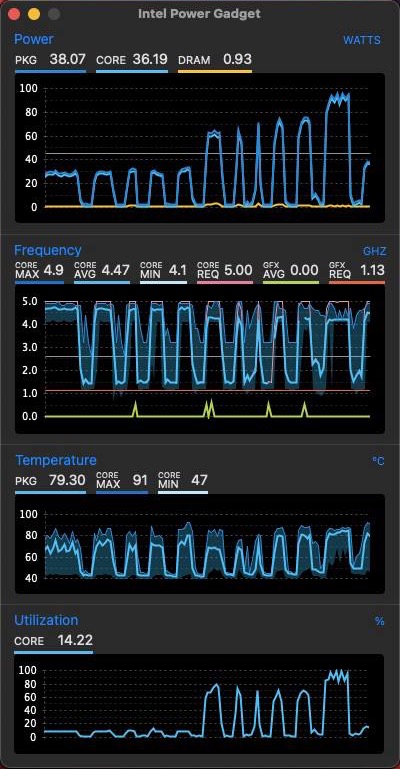 Intel Power Gadget
Power WATTS
PKG 38.07 CORE 36.19 DRAM 0.93
100
80
60
40
20
0
Frequency GHZ
CORE MAX 4.9 CORE AVG 4.47 CORE MIN 4.1 CORE REQ 5.00 GFX AVG 0.00 GFX REQ 1.13
5.0
4.0
3.0
2.0
1.0
0.0
Temperature °C
PKG 79.30 CORE MAX 91 CORE MIN 47
100
80
60
40
Utilization %
CORE 14.22
100
80
60
40
20
0